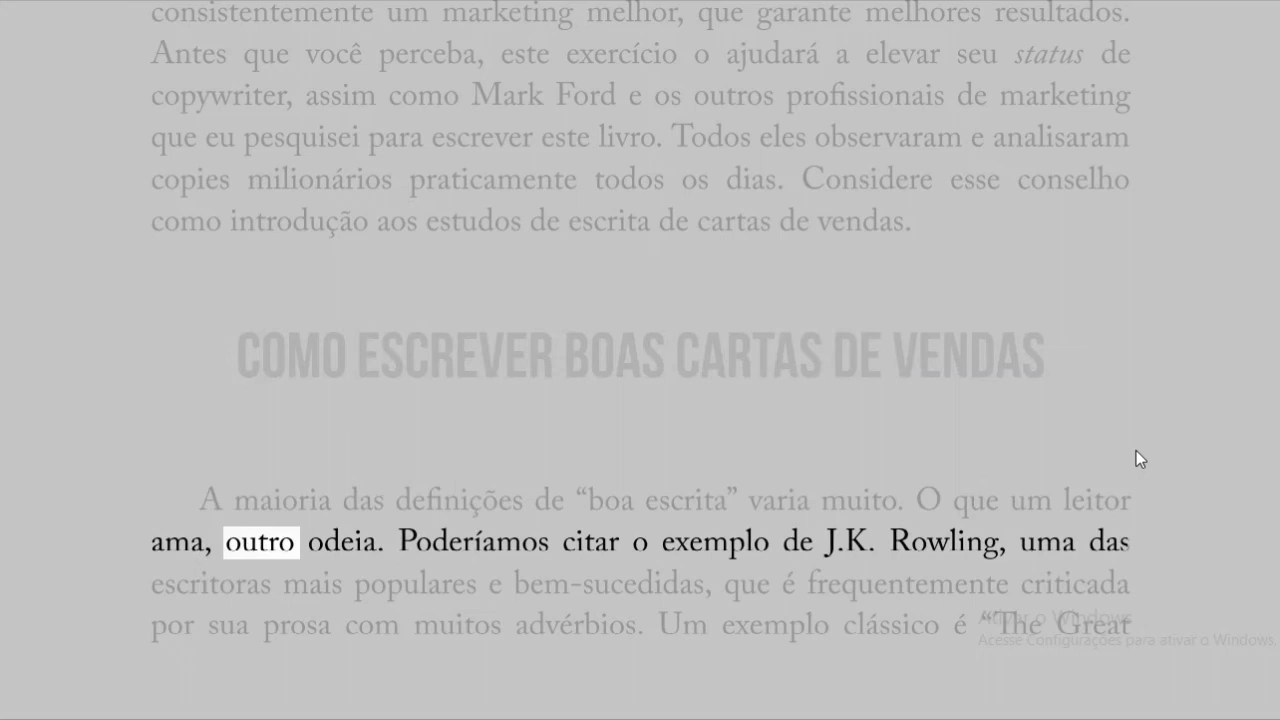 consistentemente um marketing melhor, que garante melhores resultados.
Antes que você perceba, este exercício o ajudará a elevar seu status de
copywriter, assim como Mark Ford e os outros profissionais de marketing
que eu pesquisei para escrever este livro. Todos eles observaram e analisaram
copies milionários praticamente todos os dias. Considere esse conselho
como introdução aos estudos de escrita de cartas de vendas.
COMO ESCREVER BOAS CARTAS DE VENDAS
A maioria das definições de “boa escrita” varia muito. O que um leitor
ama, outro odeia. Poderíamos citar o exemplo de J.K. Rowling, uma das
escritoras mais populares e bem-sucedidas, que é frequentemente criticada
por sua prosa com muitos advérbios. Um exemplo clássico é “The Great
Ativar o Windows
Acesse Configurações para ativar o Windows.